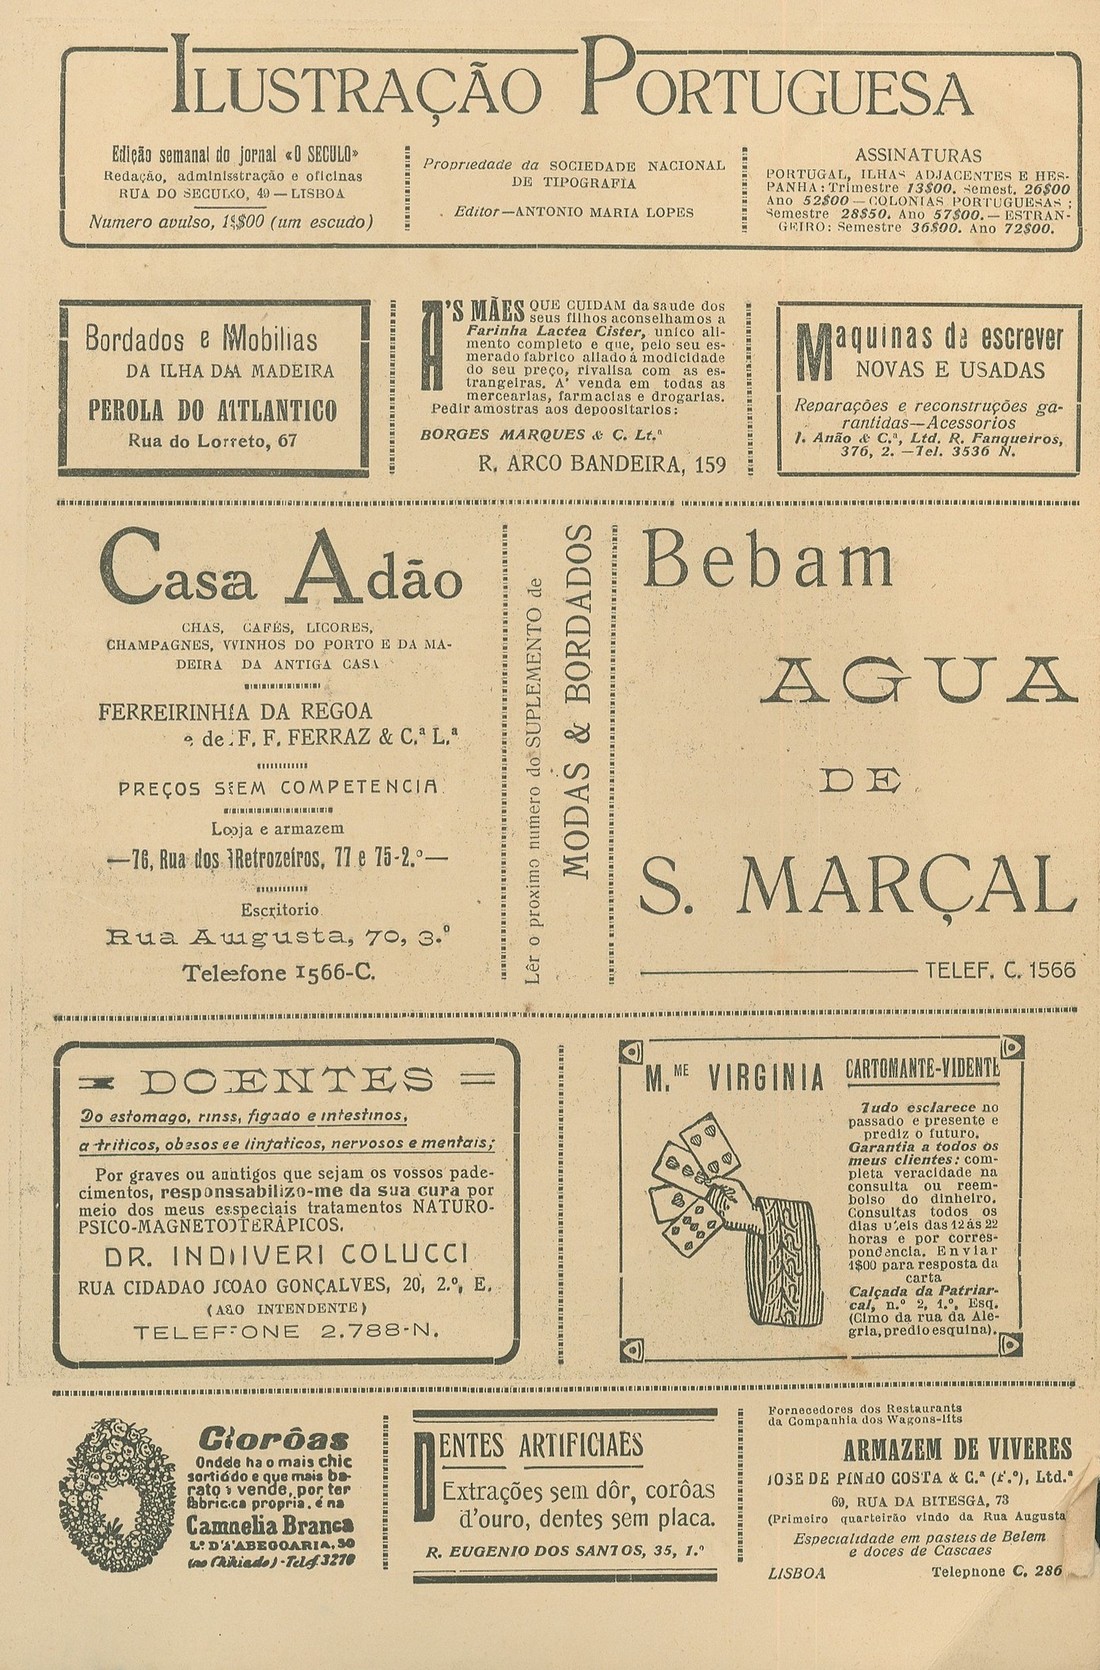 ILUSTRAÇÃO PORTUGUESA
Edição semanal do jornal «O SECULO»
Redação, administração e oficinas
RUA DO SECULO, 49 — LISBOA
Numero avulso, 1$00 (um escudo)
Propriedade da SOCIEDADE NACIONAL
DE TIPOGRAFIA
Editor—ANTONIO MARIA LOPES
ASSINATURAS
PORTUGAL, ILHAS ADJACENTES E HES-
PANHA: Trimestre 13$00. Semest. 26$00
Ano 52$00 — COLONIAS PORTUGUESAS:
Semestre 28$50. Ano 57$00. — ESTRAN-
GEIRO: Semestre 36$00. Ano 72$00.
Bordados e Mobilias
DA ILHA DA MADEIRA
PEROLA DO ATLANTICO
Rua do Loreto, 67
A'S MÃES QUE CUIDAM da saude dos
seus filhos aconselhamos a
Farinha Lactea Cister, unico ali-
mento completo e que, pelo seu es-
merado fabrico allado á modicidade
do seu preço, rivalisa com as es-
trangeiras. A' venda em todas as
mercearias, farmacias e drogarias.
Pedir amostras aos depositarios:
BORGES MARQUES & C. Lt.ª
R. ARCO BANDEIRA, 159
Maquinas de escrever
NOVAS E USADAS
Reparações e reconstruções ga-
rantidas—Acessorios
J. Anão & C.ª, Ltd. R. Fanqueiros,
376, 2. —Tel. 3536 N.
Casa Adão
CHAS, CAFÉS, LICORES,
CHAMPAGNES, VINHOS DO PORTO E DA MA-
DEIRA DA ANTIGA CASA
FERREIRINHA DA REGOA
e de F. F. FERRAZ & C.ª L.ª
PREÇOS SEM COMPETENCIA
Loja e armazem
—76, Rua dos Retrozeiros, 77 e 75-2.º—
Escritorio
Rua Augusta, 70, 3.º
Telefone 1566-C.
Lêr o proximo numero do SUPLEMENTO de
MODAS & BORDADOS
Bebam
AGUA
DE
S. MARÇAL
TELEF. C. 1566
DOENTES
Do estomago, rins, figado e intestinos,
artriticos, obesos e linfaticos, nervosos e mentais;
Por graves ou antigos que sejam os vossos pade-
cimentos, responsabilizo-me da sua cura por
meio dos meus especiais tratamentos NATURO-
PSICO-MAGNETOTERÁPICOS.
DR. INDIVERI COLUCCI
RUA CIDADAO JOAO GONÇALVES, 20, 2.º, E.
(AO INTENDENTE)
TELEFONE 2.788-N.
M.ME VIRGINIA CARTOMANTE-VIDENTE
Tudo esclarece no
passado e presente e
prediz o futuro.
Garantia a todos os
meus clientes: com-
pleta veracidade na
consulta ou reem-
bolso do dinheiro.
Consultas todos os
dias uteis das 12 ás 22
horas e por corres-
pondencia. Enviar
1$00 para resposta da
carta
Calçada da Patriar-
cal, n.º 2, 1.º, Esq.
(Cimo da rua da Ale-
gria, predio esquina).
Corôas
Onde ha o mais chic
sortido e que mais ba-
rato vende, por ter
fabrica propria. é na
Camelia Branca
L.º D'ABEGOARIA, 50
(ao Chiado) - Telef. 3270
DENTES ARTIFICIAES
Extrações sem dôr, corôas
d'ouro, dentes sem placa.
R. EUGENIO DOS SANTOS, 35, 1.º
Fornecedores dos Restaurants
da Companhia dos Wagons-lits
ARMAZEM DE VIVERES
JOSE DE PINHO COSTA & C.ª (F.º), Ltd.ª
69, RUA DA BITESGA, 73
(Primeiro quarteirão vindo da Rua Augusta
Especialidade em pasteis de Belem
e doces de Cascaes
LISBOA Telephone C. 286